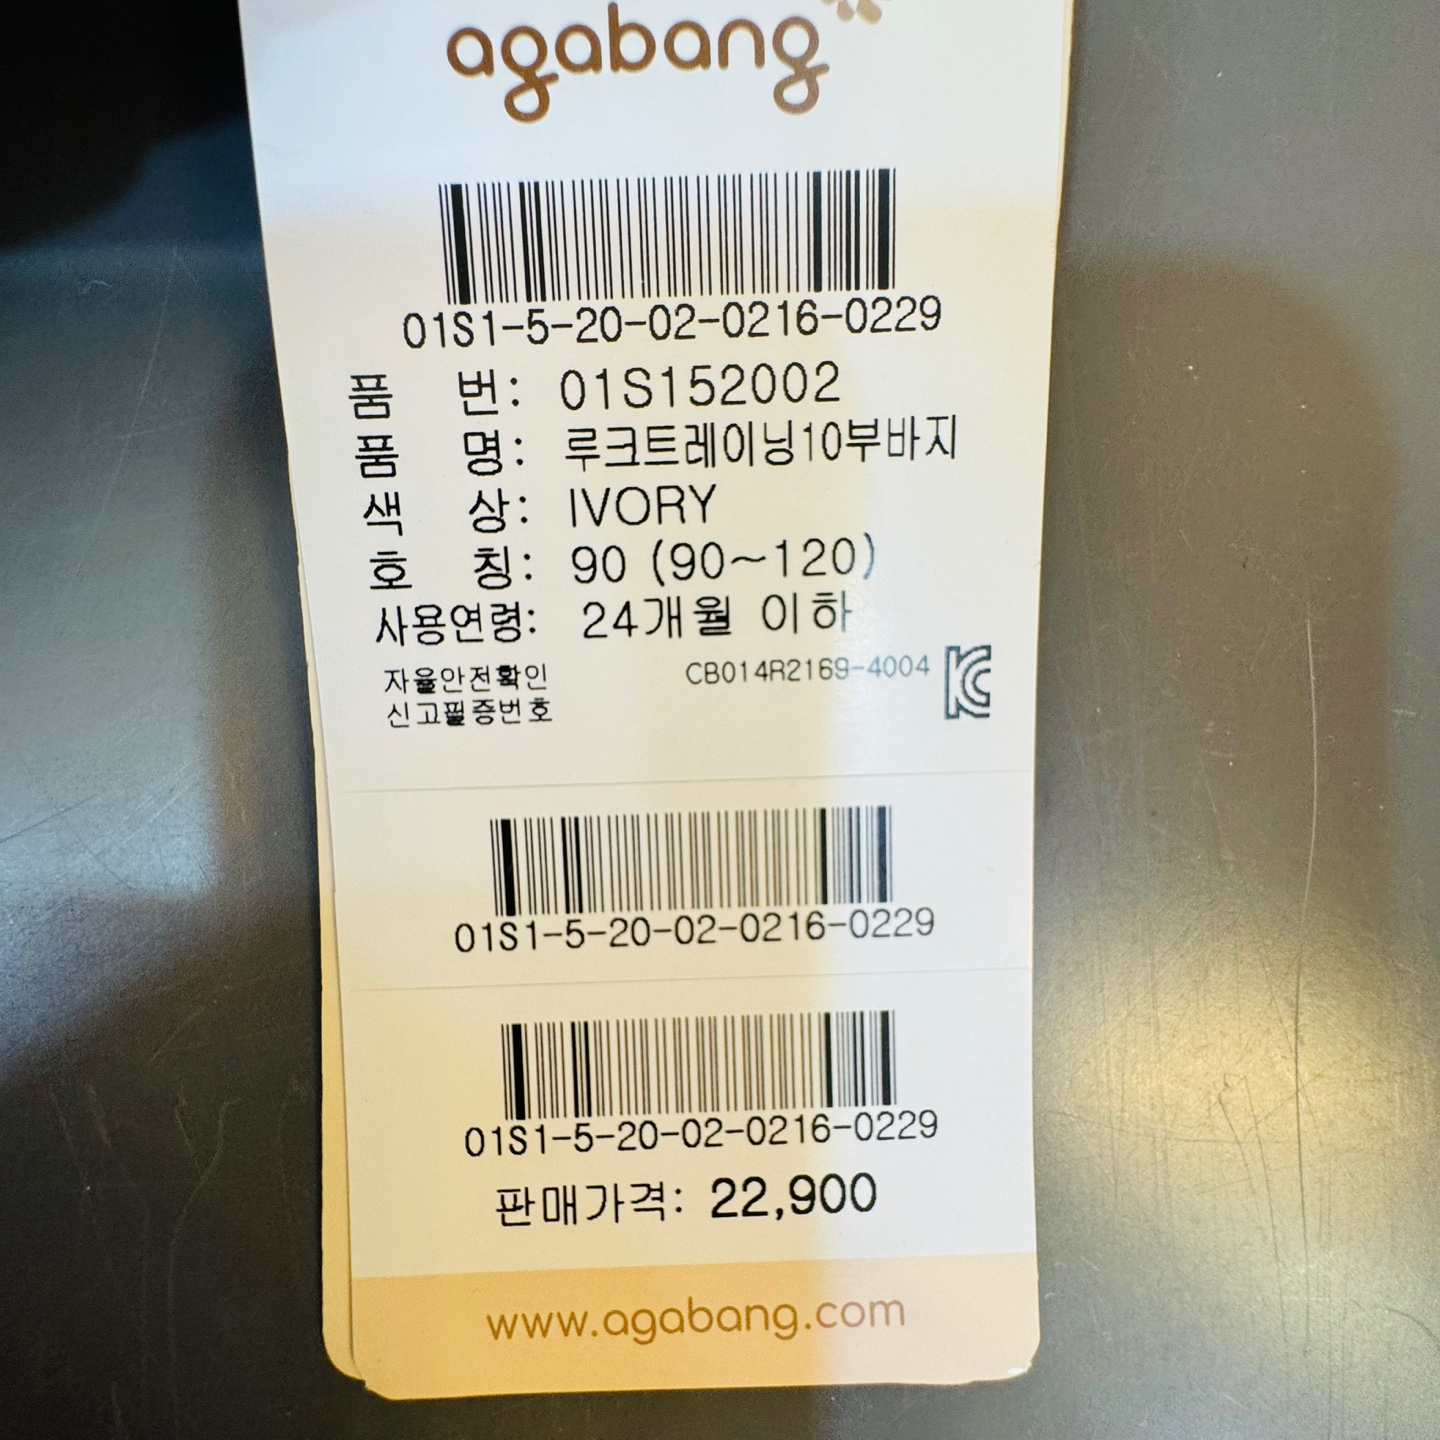 agabang
01S1-5-20-02-0216-0229
품 번: 01S152002
품 명: 루크트레이닝10부바지
색 상: IVORY
호 칭: 90 (90~120)
사용연령: 24개월 이하
자율안전확인 CB014R2169-4004
신고필증번호
01S1-5-20-02-0216-0229
01S1-5-20-02-0216-0229
판매가격: 22,900
www.agabang.com